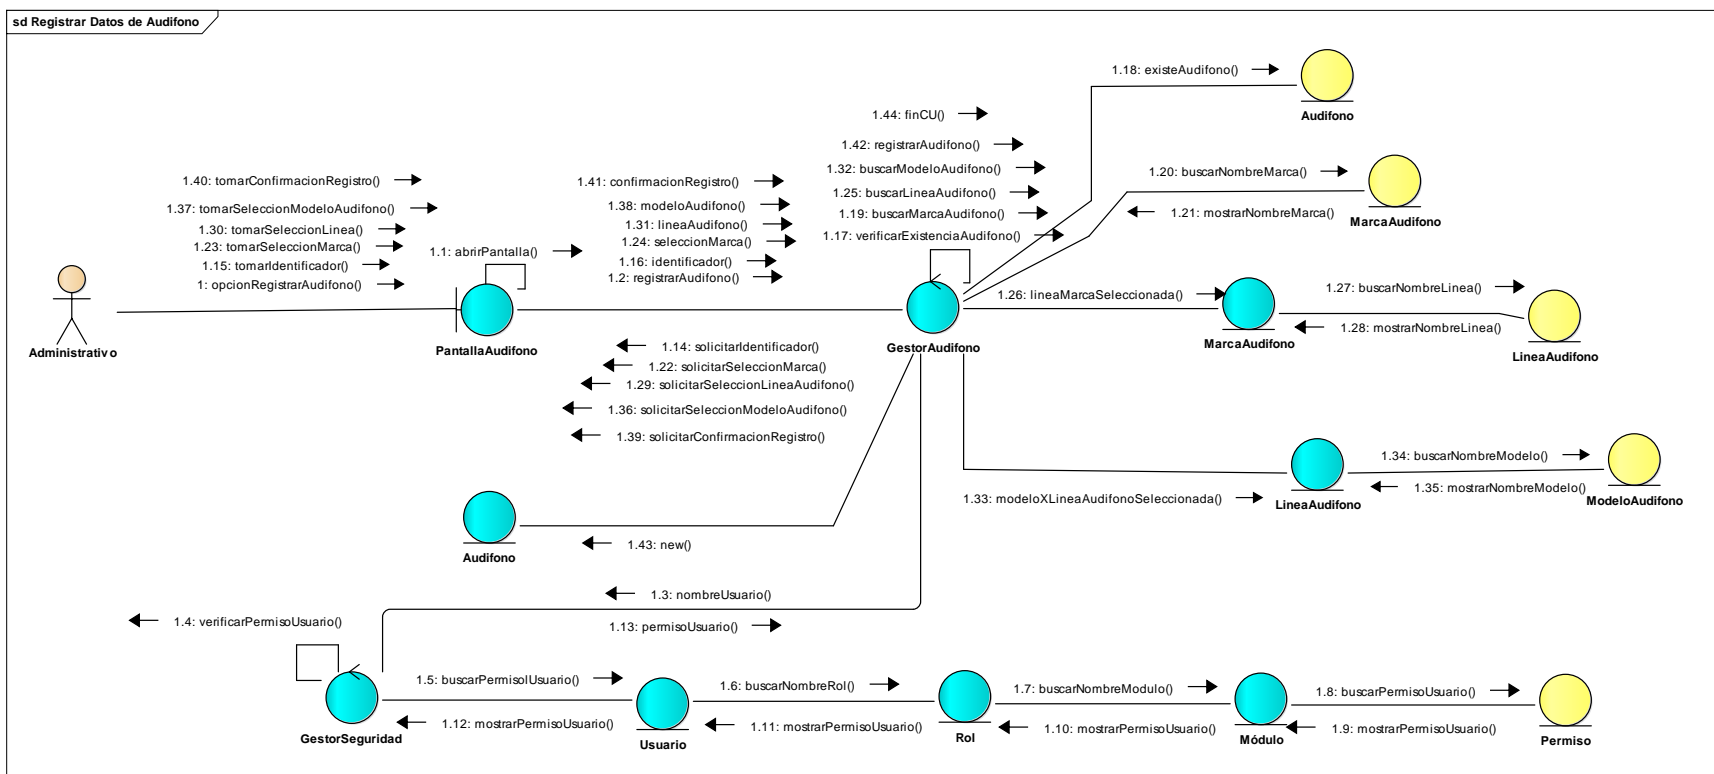 sd Registrar Datos de Audifono
1.18: existeAudifono()
Audifono
1.44: finCU()
1.42: registrarAudifono()
1.32: buscarModeloAudifono()
1.25: buscarLineaAudifono()
1.19: buscarMarcaAudifono()
1.17: verificarExistenciaAudifono()
1.20: buscarNombreMarca()
1.21: mostrarNombreMarca()
MarcaAudifono
1.40: tomarConfirmacionRegistro()
1.37: tomarSeleccionModeloAudifono()
1.30: tomarSeleccionLinea()
1.23: tomarSeleccionMarca()
1.15: tomarIdentificador()
1: opcionRegistrarAudifono()
1.1: abrirPantalla()
1.41: confirmacionRegistro()
1.38: modeloAudifono()
1.31: lineaAudifono()
1.24: seleccionMarca()
1.16: identificador()
1.2: registrarAudifono()
Administrativo
PantallaAudifono
GestorAudifono
1.26: lineaMarcaSeleccionada()
MarcaAudifono
1.27: buscarNombreLinea()
1.28: mostrarNombreLinea()
LineaAudifono
1.14: solicitarIdentificador()
1.22: solicitarSeleccionMarca()
1.29: solicitarSeleccionLineaAudifono()
1.36: solicitarSeleccionModeloAudifono()
1.39: solicitarConfirmacionRegistro()
1.33: modeloXLineaAudifonoSeleccionada()
LineaAudifono
1.34: buscarNombreModelo()
1.35: mostrarNombreModelo()
ModeloAudifono
Audifono
1.43: new()
1.3: nombreUsuario()
1.13: permisoUsuario()
1.4: verificarPermisoUsuario()
GestorSeguridad
1.5: buscarPermisolUsuario()
1.12: mostrarPermisoUsuario()
Usuario
1.6: buscarNombreRol()
1.11: mostrarPermisoUsuario()
Rol
1.7: buscarNombreModulo()
1.10: mostrarPermisoUsuario()
Módulo
1.8: buscarPermisoUsuario()
1.9: mostrarPermisoUsuario()
Permiso